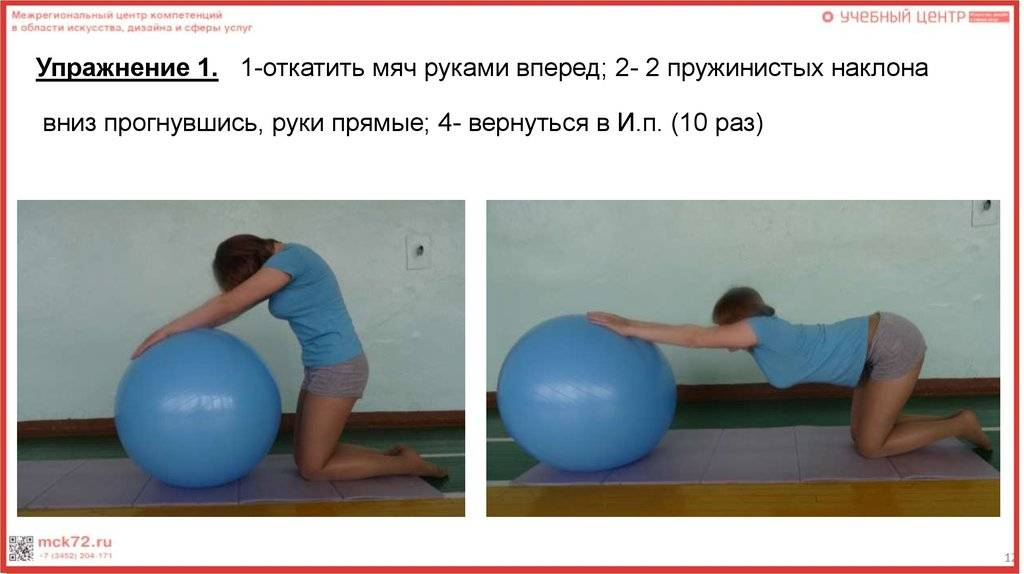 Межрегиональный центр компетенций
в области искусства, дизайна и сферы услуг
УЧЕБНЫЙ ЦЕНТР
Упражнение 1. 1-откатить мяч руками вперед; 2- 2 пружинистых наклона
вниз прогнувшись, руки прямые; 4- вернуться в И.п. (10 раз)
mck72.ru
+7 (3452) 204-171